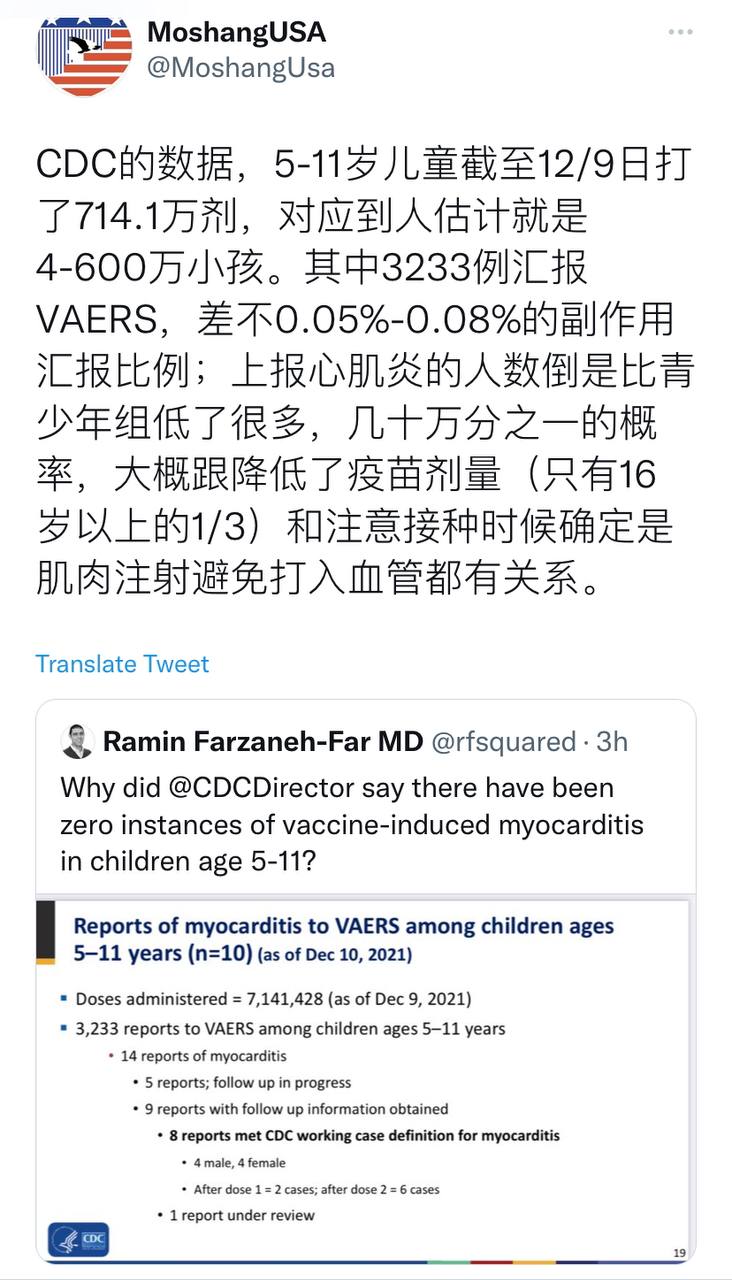 MoshangUSA
@MoshangUsa
CDC的数据，5-11岁儿童截至12/9日打
了714.1万剂，对应到人估计就是
4-600万小孩。其中3233例汇报
VAERS，差不0.05%-0.08%的副作用
汇报比例；上报心肌炎的人数倒是比青
少年组低了很多，几十万分之一的概
率，大概跟降低了疫苗剂量（只有16
岁以上的1/3）和注意接种时候确定是
肌肉注射避免打入血管都有关系。
Translate Tweet
Ramin Farzaneh-Far MD @rfsquared · 3h
Why did @CDCDirector say there have been
zero instances of vaccine-induced myocarditis
in children age 5-11?
Reports of myocarditis to VAERS among children ages
5–11 years (n=10) (as of Dec 10, 2021)
▪ Doses administered = 7,141,428 (as of Dec 9, 2021)
▪ 3,233 reports to VAERS among children ages 5–11 years
• 14 reports of myocarditis
• 5 reports; follow up in progress
• 9 reports with follow up information obtained
• 8 reports met CDC working case definition for myocarditis
• 4 male, 4 female
• After dose 1 = 2 cases; after dose 2 = 6 cases
• 1 report under review
CDC
19